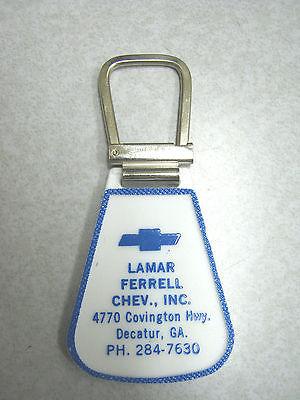 LAMAR
FERRELL
CHEV., INC.
4770 Covington Hwy.
Decatur, GA.
PH. 284-7630